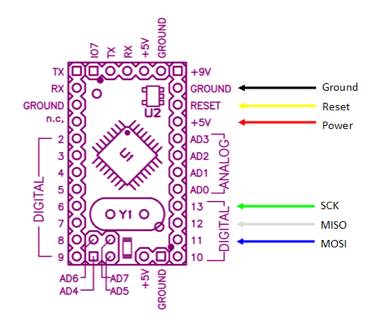 IO7 TX RX +5V GROUND
TX +9V
RX GROUND Ground
GROUND RESET Reset
n.c. U2 +5V Power
2 AD3
3 U1 AD2
4 AD1
5 AD0
ANALOG
DIGITAL
6 13 SCK
7 Y1 12 MISO
8 11 MOSI
9 10
DIGITAL
AD6 AD7
AD4 AD5
+5V GROUND